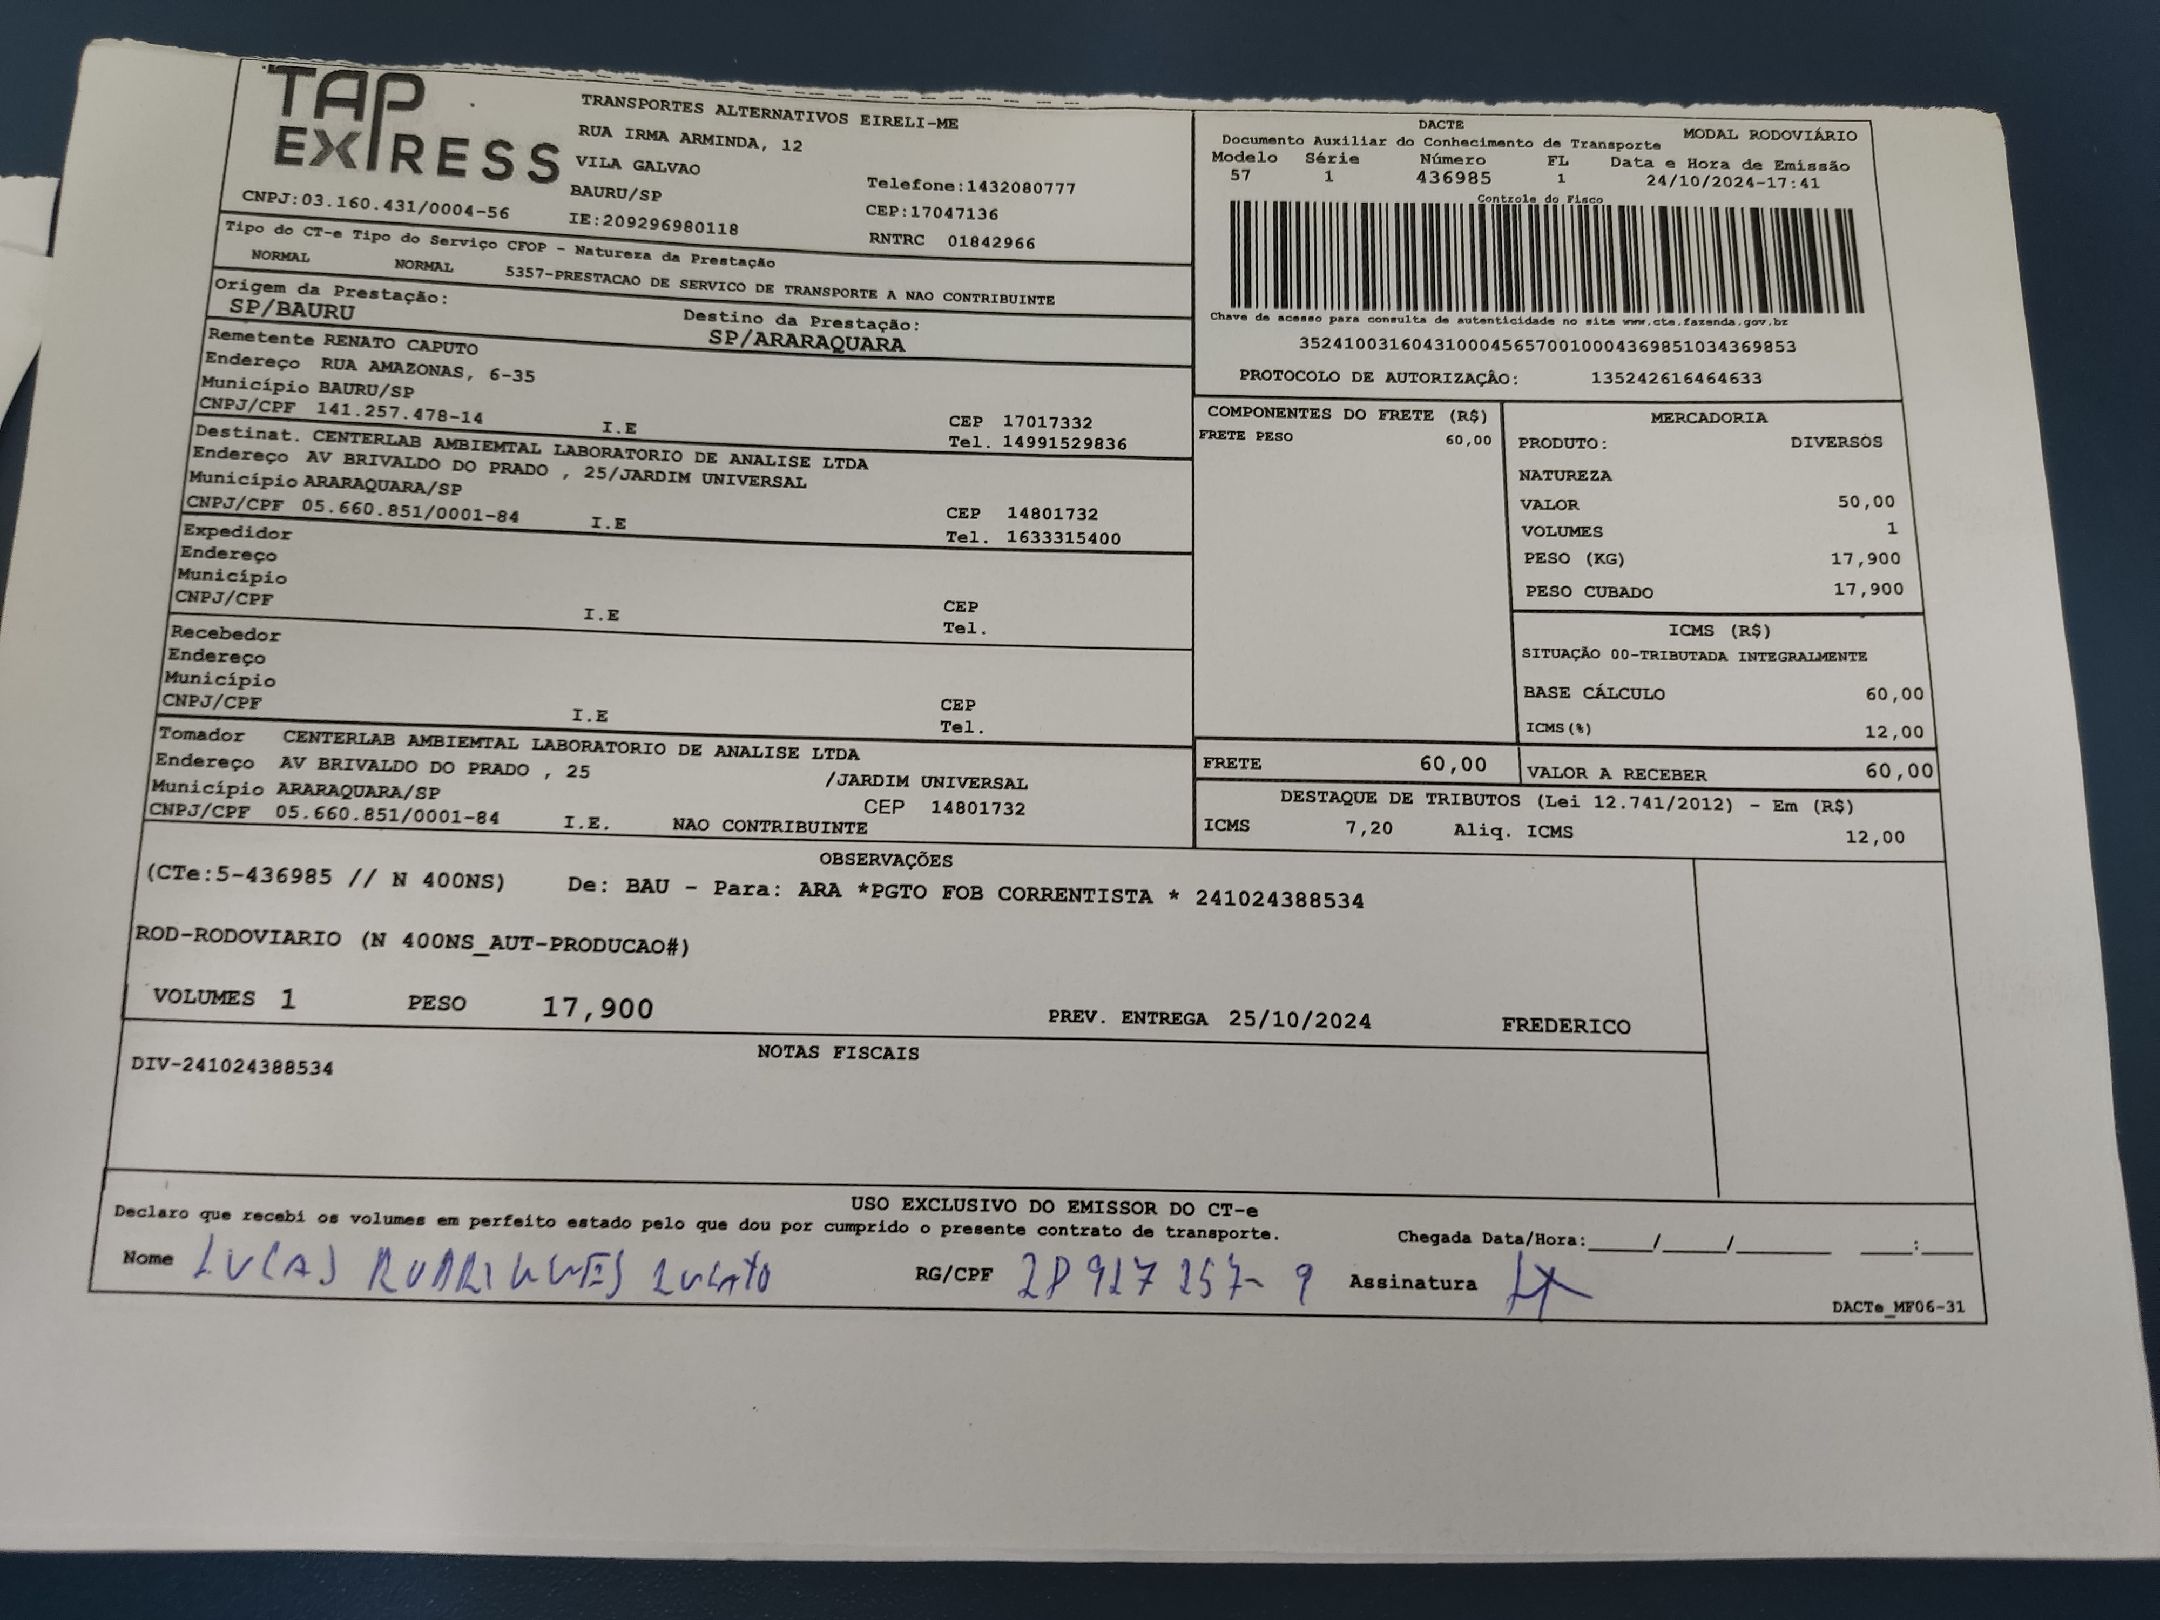 TAP EXPRESS
TRANSPORTES ALTERNATIVOS EIRELI-ME
RUA IRMA ARMINDA, 12
VILA GALVAO
BAURU/SP Telefone:1432080777
CNPJ:03.160.431/0004-56 IE:209296980118 CEP:17047136
RNTRC 01842966
Tipo do CT-e Tipo do Serviço CFOP - Natureza da Prestação
NORMAL NORMAL 5357-PRESTACAO DE SERVICO DE TRANSPORTE A NAO CONTRIBUINTE
Origem da Prestação: Destino da Prestação:
SP/BAURU SP/ARARAQUARA
Remetente RENATO CAPUTO
Endereço RUA AMAZONAS, 6-35
Município BAURU/SP CEP 17017332
CNPJ/CPF 141.257.478-14 I.E Tel. 14991529836
Destinat. CENTERLAB AMBIEMTAL LABORATORIO DE ANALISE LTDA
Endereço AV BRIVALDO DO PRADO , 25/JARDIM UNIVERSAL
Município ARARAQUARA/SP CEP 14801732
CNPJ/CPF 05.660.851/0001-84 I.E Tel. 1633315400
Expedidor
Endereço
Município CEP
CNPJ/CPF I.E Tel.
Recebedor
Endereço
Município CEP
CNPJ/CPF I.E Tel.
Tomador CENTERLAB AMBIEMTAL LABORATORIO DE ANALISE LTDA
Endereço AV BRIVALDO DO PRADO , 25 /JARDIM UNIVERSAL
Município ARARAQUARA/SP CEP 14801732
CNPJ/CPF 05.660.851/0001-84 I.E. NAO CONTRIBUINTE
DACTE MODAL RODOVIÁRIO
Documento Auxiliar do Conhecimento de Transporte
Modelo Série Número FL Data e Hora de Emissão
57 1 436985 1 24/10/2024-17:41
Controle do Fisco
Chave de acesso para consulta de autenticidade no site www.cte.fazenda.gov.br
35241003160431000456570010004369851034369853
PROTOCOLO DE AUTORIZAÇÂO: 135242616464633
COMPONENTES DO FRETE (R$)
FRETE PESO 60,00
MERCADORIA
PRODUTO: DIVERSOS
NATUREZA
VALOR 50,00
VOLUMES 1
PESO (KG) 17,900
PESO CUBADO 17,900
ICMS (R$)
SITUAÇÃO 00-TRIBUTADA INTEGRALMENTE
BASE CÁLCULO 60,00
ICMS(%) 12,00
FRETE 60,00 VALOR A RECEBER 60,00
DESTAQUE DE TRIBUTOS (Lei 12.741/2012) - Em (R$)
ICMS 7,20 Aliq. ICMS 12,00
OBSERVAÇÕES
(CTe:5-436985 // N 400NS) De: BAU - Para: ARA *PGTO FOB CORRENTISTA * 241024388534
ROD-RODOVIARIO (N 400NS_AUT-PRODUCAO#)
VOLUMES 1 PESO 17,900 PREV. ENTREGA 25/10/2024 FREDERICO
NOTAS FISCAIS
DIV-241024388534
USO EXCLUSIVO DO EMISSOR DO CT-e
Declaro que recebi os volumes em perfeito estado pelo que dou por cumprido o presente contrato de transporte. Chegada Data/Hora:____/____/______ ____:____
Nome LUCAS RODRIGUES RG/CPF Assinatura
DACTe_MF06-31